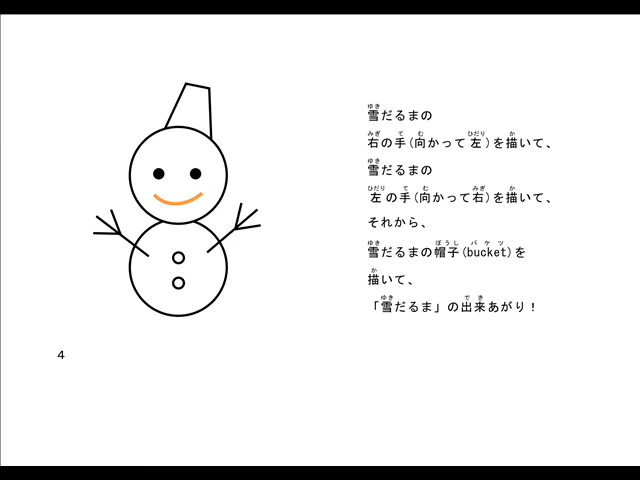 雪だるまの
右の手(向かって左)を描いて、
雪だるまの
左の手(向かって右)を描いて、
それから、
雪だるまの帽子(bucket)を
描いて、
「雪だるま」の出来あがり！
4